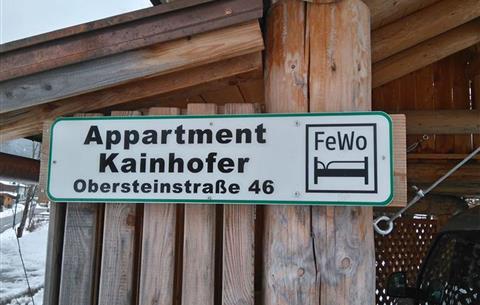 Appartment
Kainhofer
Obersteinstraße 46
FeWo